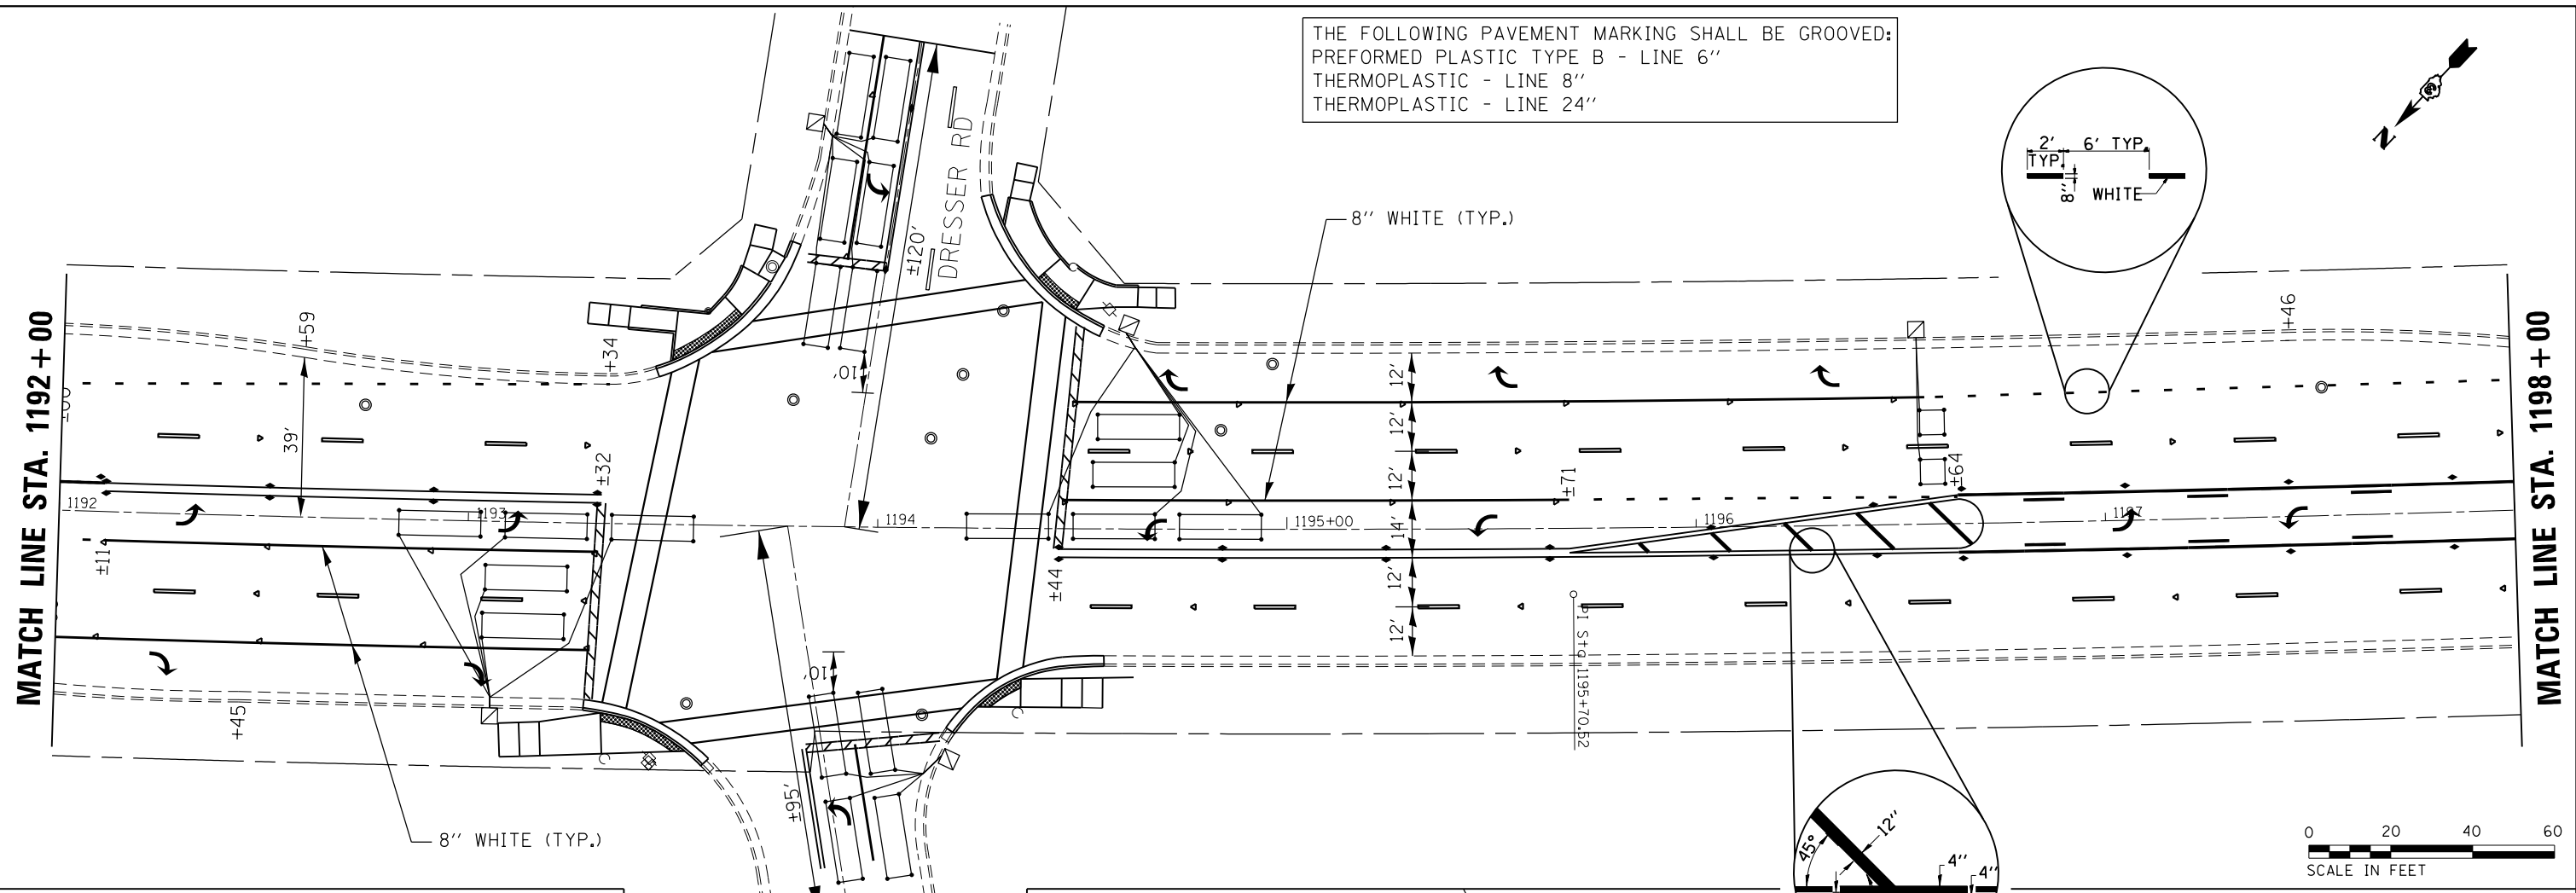 THE FOLLOWING PAVEMENT MARKING SHALL BE GROOVED:
PREFORMED PLASTIC TYPE B - LINE 6''
THERMOPLASTIC - LINE 8''
THERMOPLASTIC - LINE 24''
N
2'
TYP.
6' TYP.
8''
WHITE
8'' WHITE (TYP.)
DRESSER RD
±120'
10'
MATCH LINE STA. 1192+00
+59
39'
+34
±32
1192
1193
±11
+45
8'' WHITE (TYP.)
1194
±44
10'
±95'
12'
12'
12'
14'
12'
12'
1195+00
±71
PI Sta 1195+70.52
1196
±64
1197
+46
MATCH LINE STA. 1198+00
45°
12''
4''
4''
0 20 40 60
SCALE IN FEET